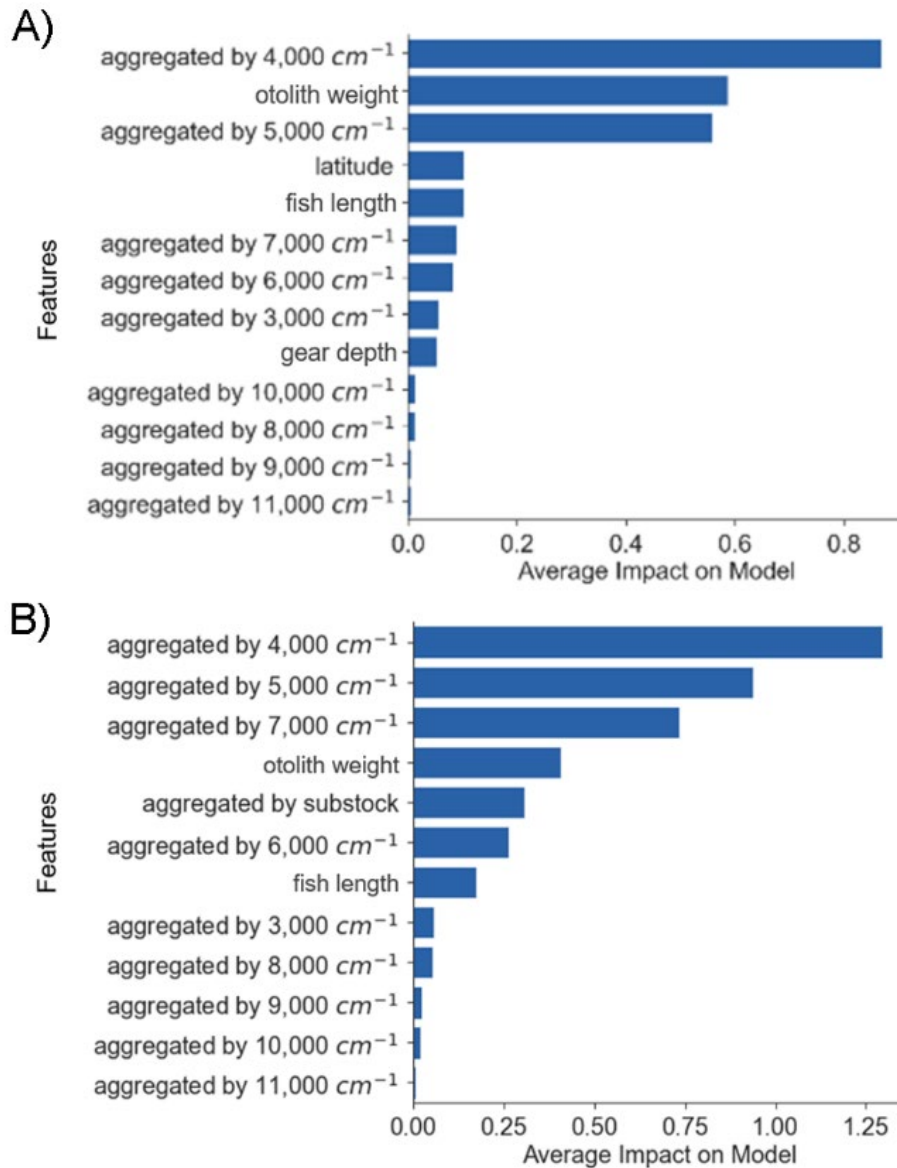 A)
aggregated by 4,000 cm⁻¹
otolith weight
aggregated by 5,000 cm⁻¹
latitude
fish length
aggregated by 7,000 cm⁻¹
aggregated by 6,000 cm⁻¹
aggregated by 3,000 cm⁻¹
gear depth
aggregated by 10,000 cm⁻¹
aggregated by 8,000 cm⁻¹
aggregated by 9,000 cm⁻¹
aggregated by 11,000 cm⁻¹
Features
0.0 0.2 0.4 0.6 0.8
Average Impact on Model
B)
aggregated by 4,000 cm⁻¹
aggregated by 5,000 cm⁻¹
aggregated by 7,000 cm⁻¹
otolith weight
aggregated by substock
aggregated by 6,000 cm⁻¹
fish length
aggregated by 3,000 cm⁻¹
aggregated by 8,000 cm⁻¹
aggregated by 9,000 cm⁻¹
aggregated by 10,000 cm⁻¹
aggregated by 11,000 cm⁻¹
Features
0.00 0.25 0.50 0.75 1.00 1.25
Average Impact on Model